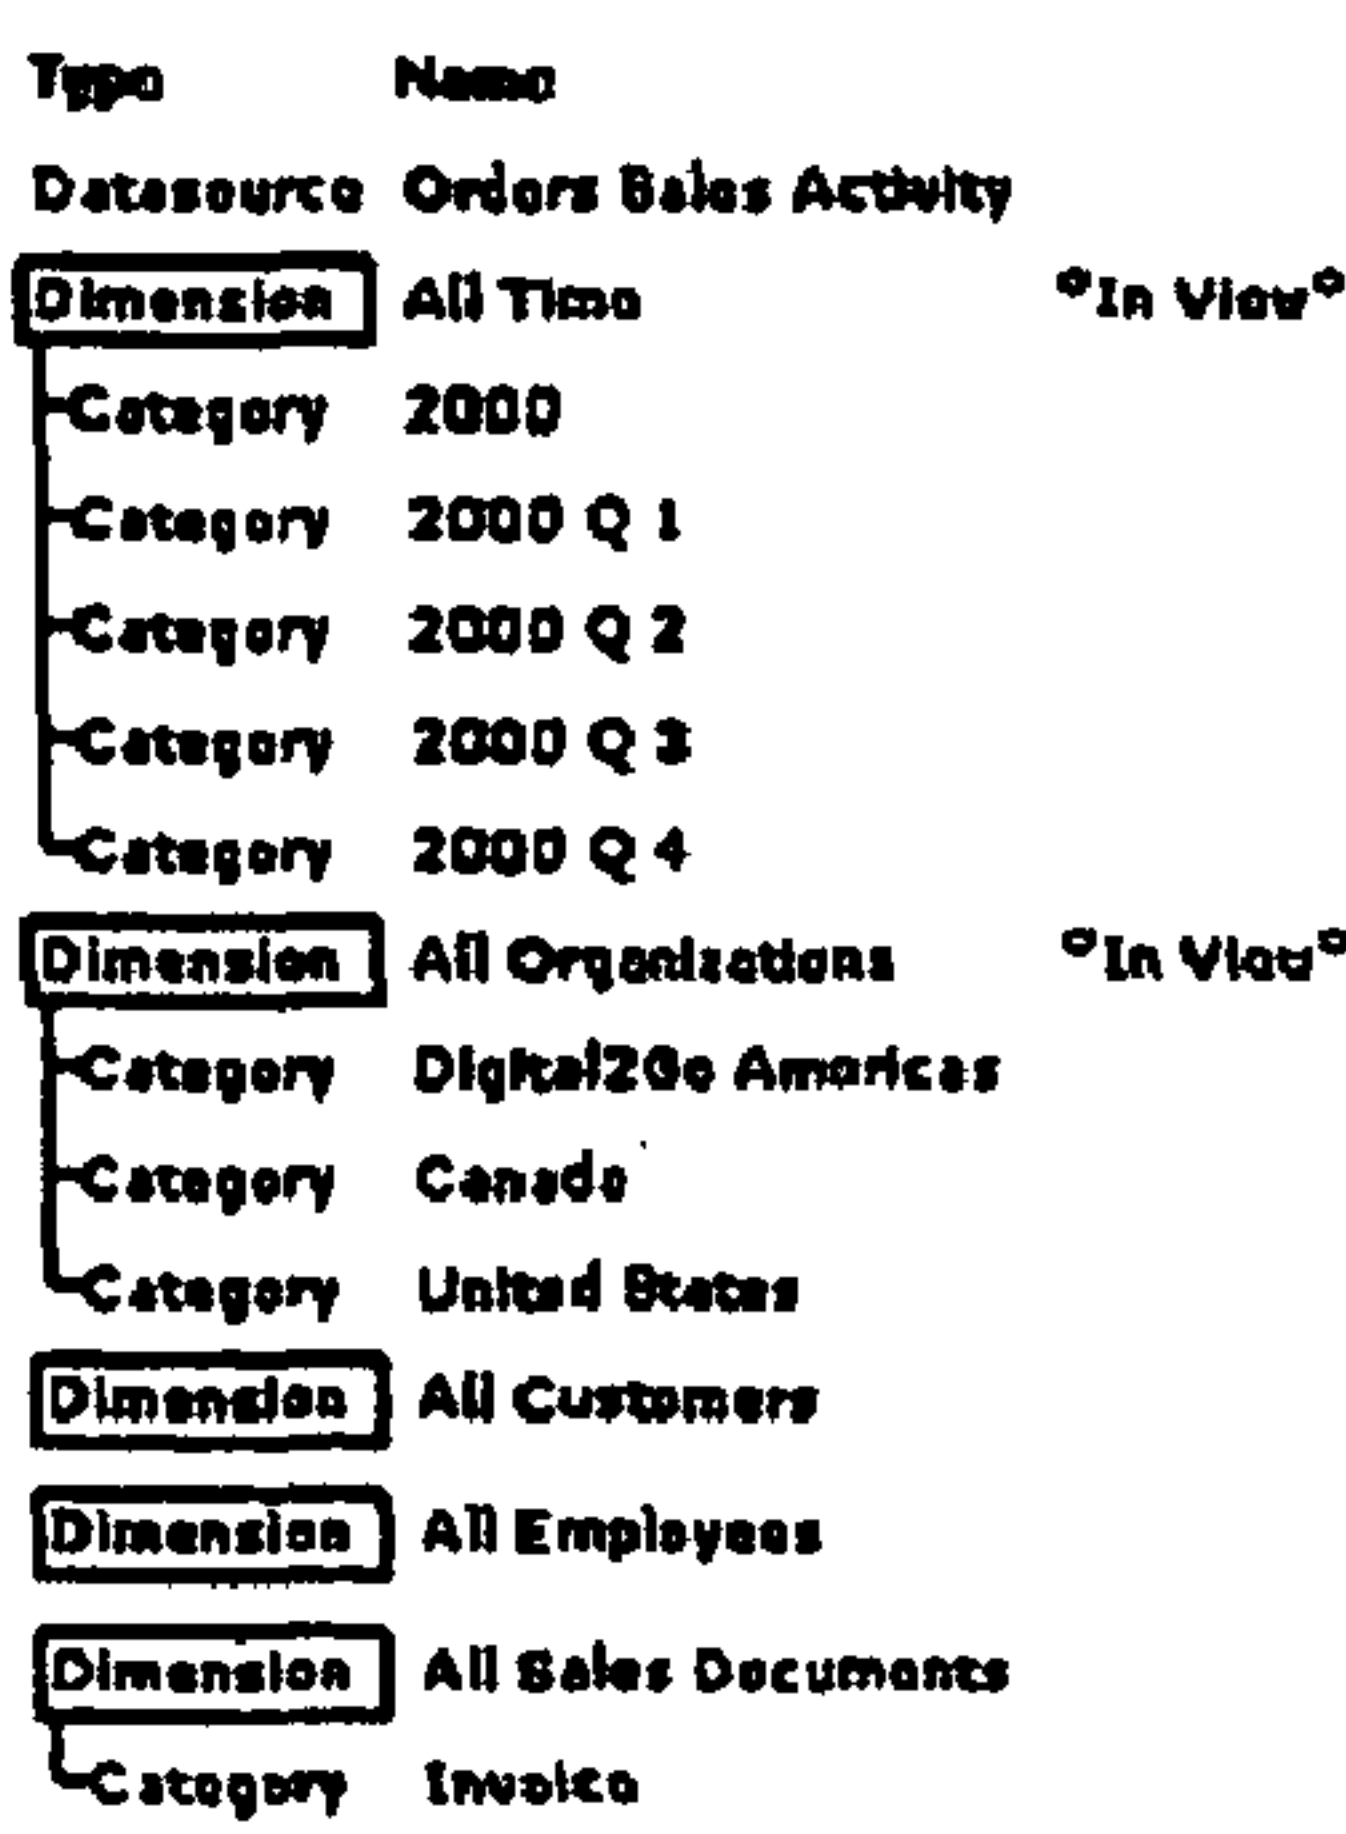 Type Name
Datasource Orders Sales Activity
Dimension All Time "In View"
Category 2000
Category 2000 Q 1
Category 2000 Q 2
Category 2000 Q 3
Category 2000 Q 4
Dimension All Organizations "In View"
Category Digital2Go Americas
Category Canada
Category United States
Dimension All Customers
Dimension All Employees
Dimension All Sales Documents
Category Invoice